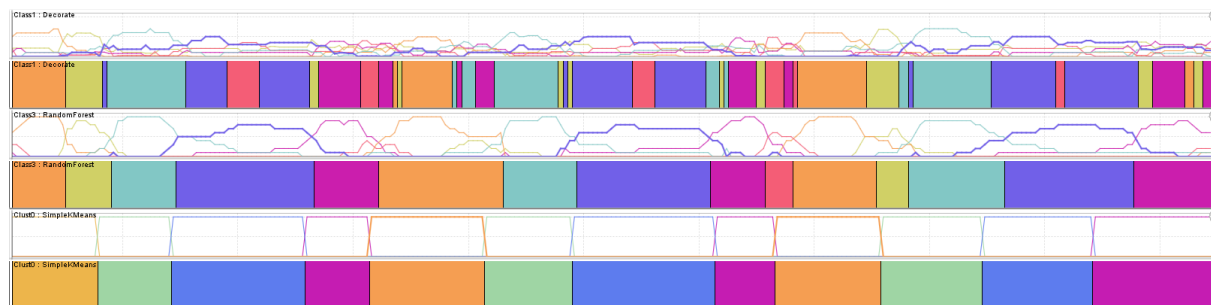 Class1 : Decorate
Class1 : Decorate
Class3 : RandomForest
Class3 : RandomForest
Clust0 : SimpleKMeans
Clust0 : SimpleKMeans